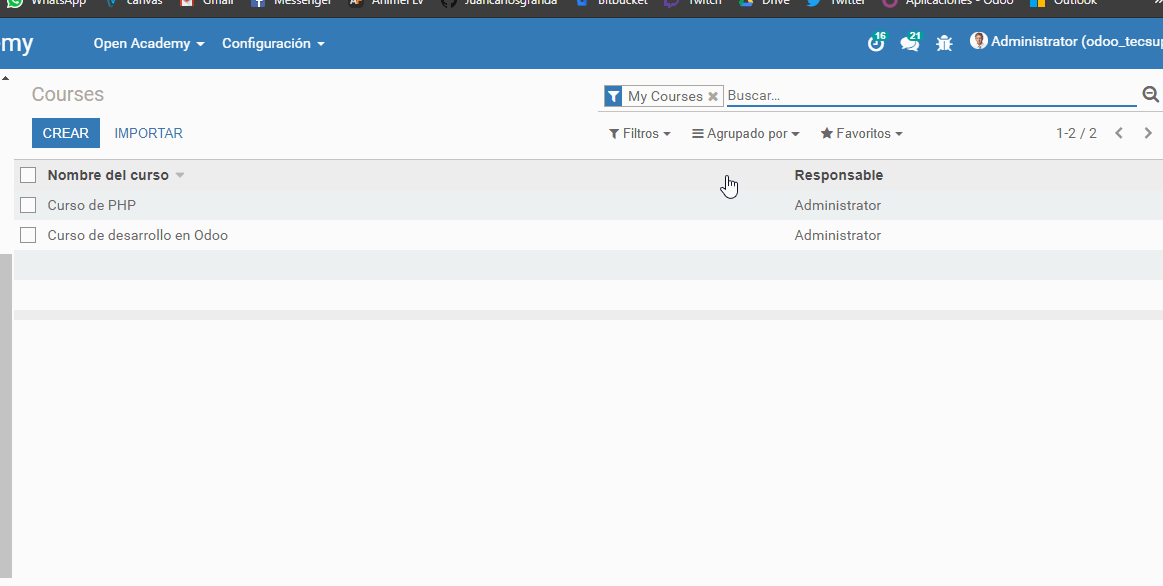 WhatsApp canvas Gmail Messenger AnimeFLV Juancarlosgranda Bitbucket Twitch Drive Twitter Aplicaciones - Odoo Outlook
my Open Academy Configuración 16 21 Administrator (odoo_tecsup
Courses
My Courses Buscar...
CREAR IMPORTAR
Filtros Agrupado por Favoritos 1-2 / 2
Nombre del curso Responsable
Curso de PHP Administrator
Curso de desarrollo en Odoo Administrator